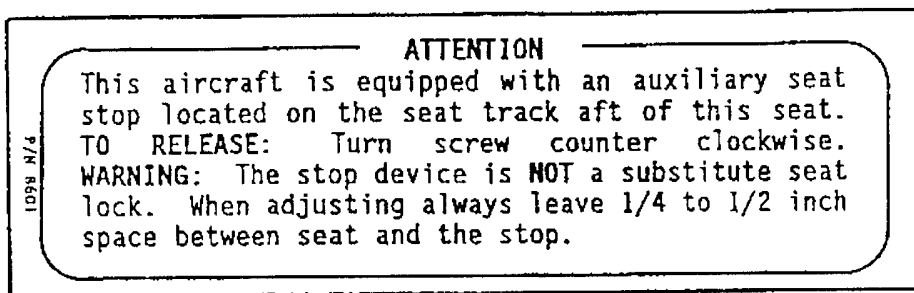 ATTENTION
This aircraft is equipped with an auxiliary seat
stop located on the seat track aft of this seat.
TO RELEASE: Turn screw counter clockwise.
WARNING: The stop device is NOT a substitute seat
lock. When adjusting always leave 1/4 to 1/2 inch
space between seat and the stop.
P/N R6CI